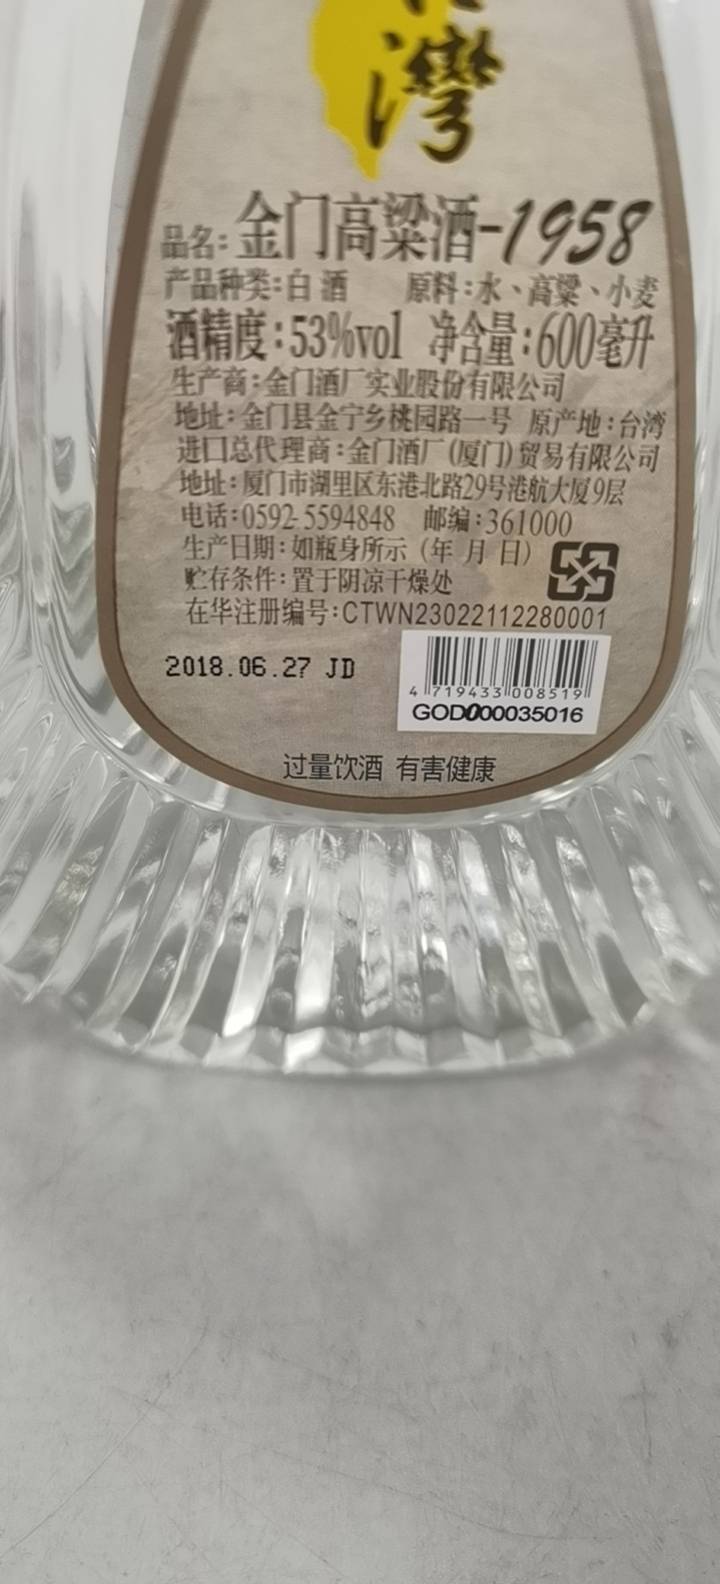 灣
品名:金门高粱酒-1958
产品种类:白酒 原料:水、高粱、小麦
酒精度:53%vol 净含量:600毫升
生产商:金门酒厂实业股份有限公司
地址:金门县金宁乡桃园路一号 原产地:台湾
进口总代理商:金门酒厂(厦门)贸易有限公司
地址:厦门市湖里区东港北路29号港航大厦9层
电话:0592-5594848 邮编:361000
生产日期:如瓶身所示(年 月 日)
贮存条件:置于阴凉干燥处
在华注册编号:CTWN23022112280001
2018.06.27 JD
4 719433 008519
GOD000035016
过量饮酒 有害健康